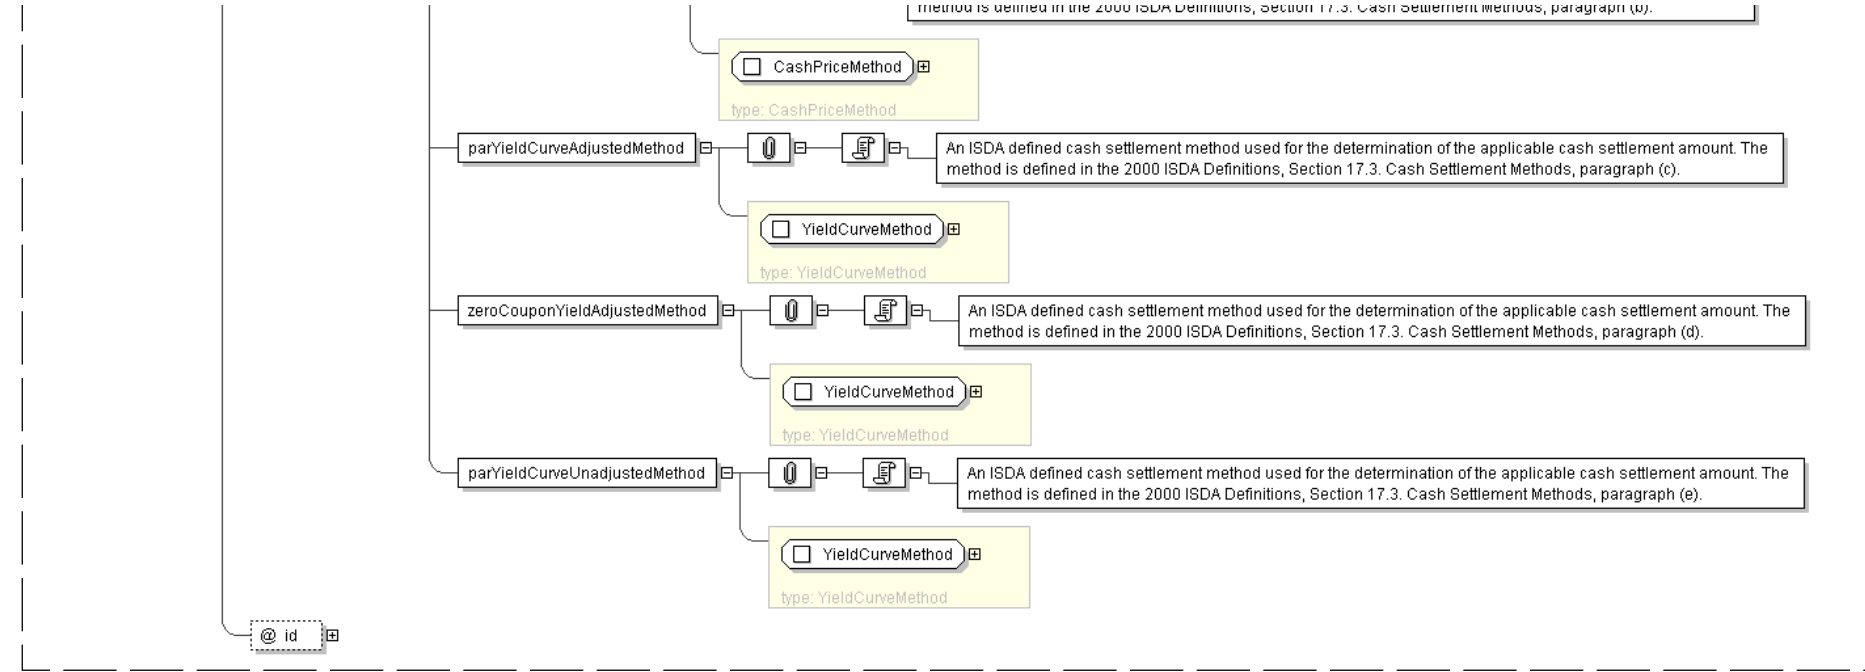 method is defined in the 2000 ISDA Definitions, Section 17.3. Cash Settlement Methods, paragraph (b).
CashPriceMethod
type: CashPriceMethod
parYieldCurveAdjustedMethod
An ISDA defined cash settlement method used for the determination of the applicable cash settlement amount. The
method is defined in the 2000 ISDA Definitions, Section 17.3. Cash Settlement Methods, paragraph (c).
YieldCurveMethod
type: YieldCurveMethod
zeroCouponYieldAdjustedMethod
An ISDA defined cash settlement method used for the determination of the applicable cash settlement amount. The
method is defined in the 2000 ISDA Definitions, Section 17.3. Cash Settlement Methods, paragraph (d).
YieldCurveMethod
type: YieldCurveMethod
parYieldCurveUnadjustedMethod
An ISDA defined cash settlement method used for the determination of the applicable cash settlement amount. The
method is defined in the 2000 ISDA Definitions, Section 17.3. Cash Settlement Methods, paragraph (e).
YieldCurveMethod
type: YieldCurveMethod
@ id